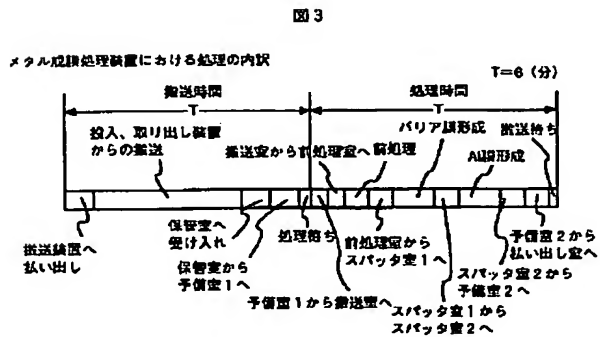 図3
メタル成膜処理装置における処理の内訳
T=6(分)
搬送時間
処理時間
T
T
投入、取り出し装置
からの搬送
搬送室から前処理室へ
前処理
バリア膜形成
Al膜形成
搬送待ち
搬送装置へ
払い出し
保管室へ
受け入れ
保管室から
予備室1へ
処理待ち
予備室1から搬送室へ
前処理室から
スパッタ室1へ
スパッタ室1から
スパッタ室2へ
スパッタ室2から
予備室2へ
予備室2から
払い出し室へ